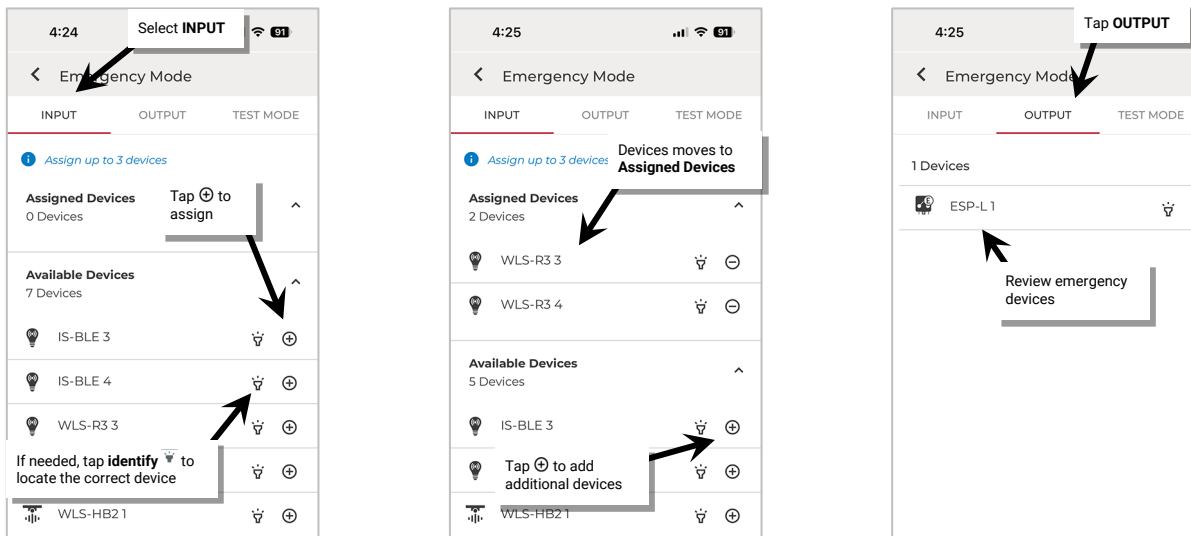 4:24
Select INPUT
91
Emergency Mode
INPUT OUTPUT TEST MODE
Assign up to 3 devices
Assigned Devices
0 Devices
Tap ⊕ to
assign
Available Devices
7 Devices
IS-BLE 3
IS-BLE 4
WLS-R3 3
If needed, tap identify to
locate the correct device
WLS-HB2 1
4:25
91
Emergency Mode
INPUT OUTPUT TEST MODE
Assign up to 3 devices
Devices moves to
Assigned Devices
Assigned Devices
2 Devices
WLS-R3 3
WLS-R3 4
Available Devices
5 Devices
IS-BLE 3
Tap ⊕ to add
additional devices
WLS-HB2 1
4:25
Tap OUTPUT
Emergency Mode
INPUT OUTPUT TEST MODE
1 Devices
ESP-L 1
Review emergency
devices